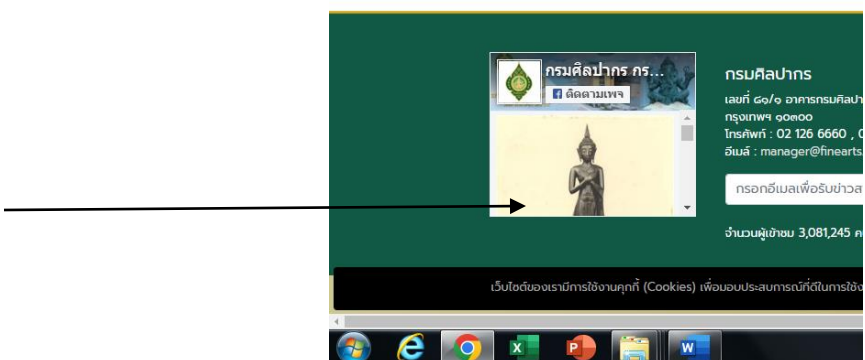 กรมศิลปากร กร...
ติดตามเพจ
กรมศิลปากร
เลขที่ ๘๑/๑ อาคารกรมศิลปา
กรุงเทพฯ ๑๐๓๐๐
โทรศัพท์ : 02 126 6660 , 0
อีเมล์ : manager@finearts.
กรอกอีเมลเพื่อรับข่าวส
จำนวนผู้เข้าชม 3,081,245 ค
เว็บไซต์ของเรามีการใช้งานคุกกี้ (Cookies) เพื่อมอบประสบการณ์ที่ดีในการใช้ง